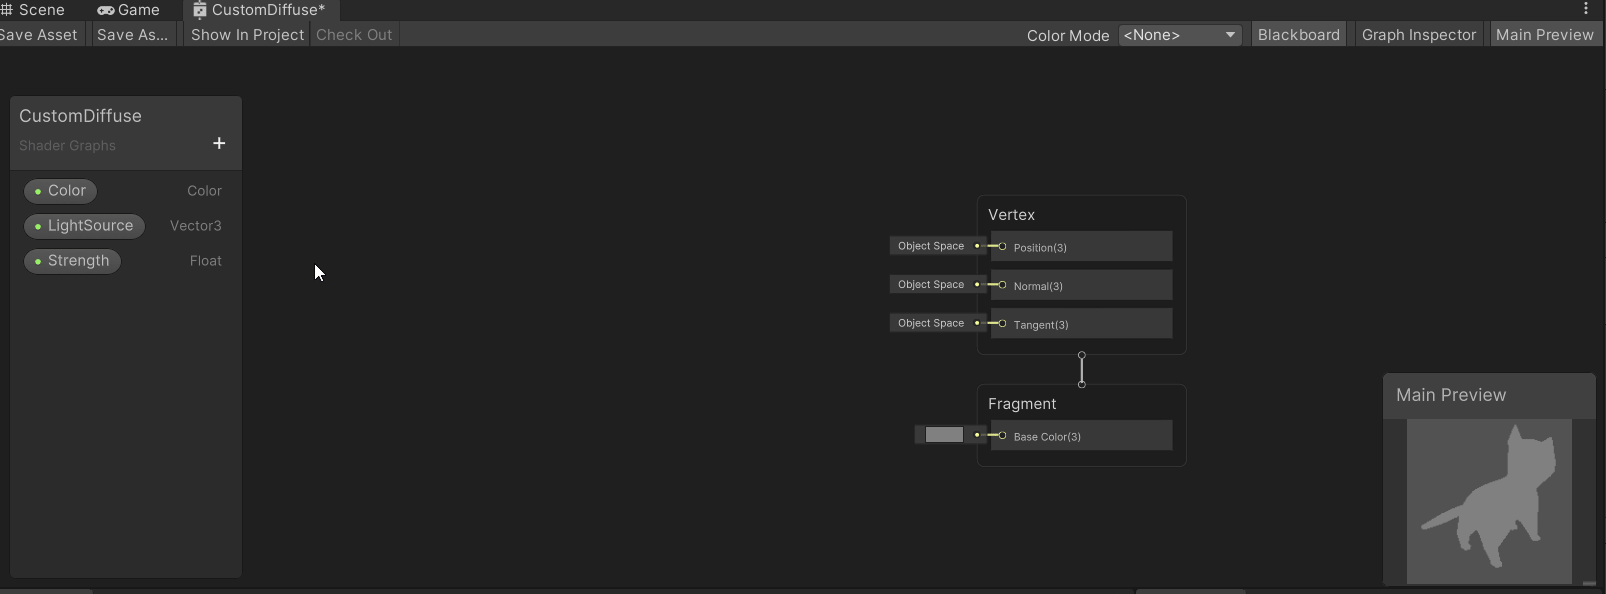 Scene Game CustomDiffuse*
Save Asset Save As... Show In Project Check Out Color Mode <None> Blackboard Graph Inspector Main Preview
CustomDiffuse
Shader Graphs +
Color Color
LightSource Vector3
Strength Float
Vertex
Object Space Position(3)
Object Space Normal(3)
Object Space Tangent(3)
Fragment
Base Color(3)
Main Preview